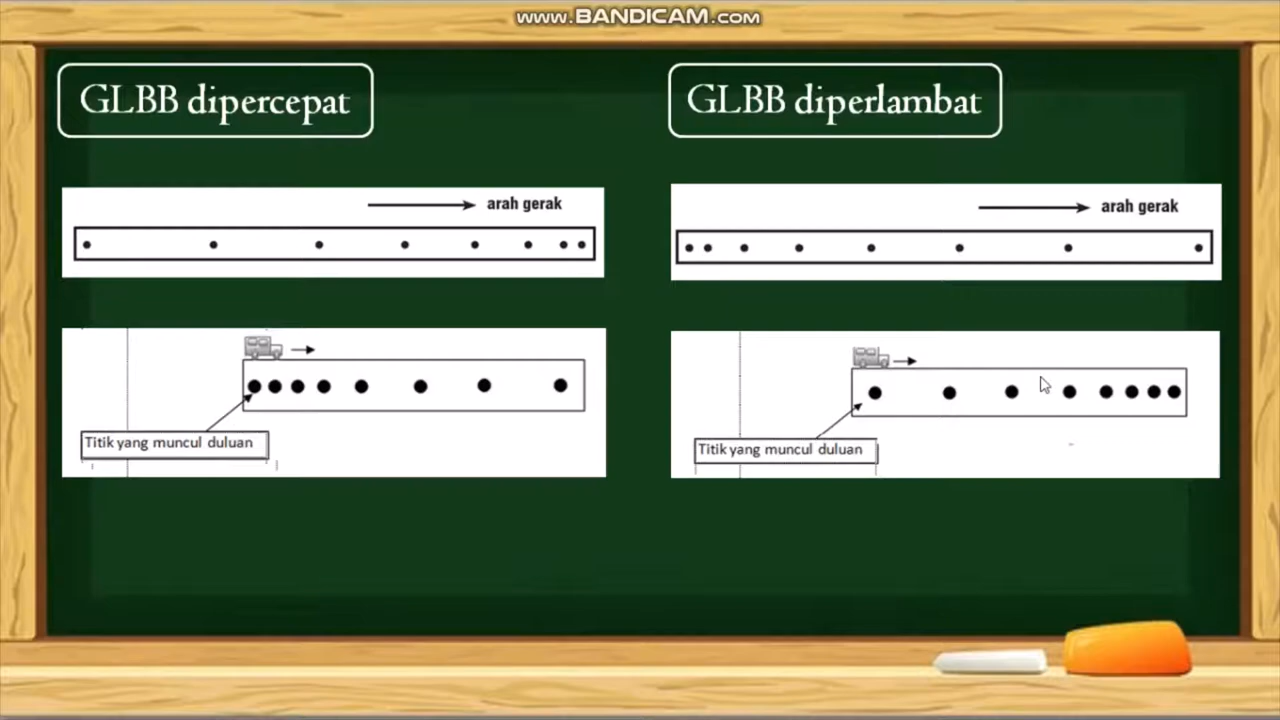 www.BANDICAM.com
GLBB dipercepat
GLBB diperlambat
arah gerak
arah gerak
Titik yang muncul duluan
Titik yang muncul duluan